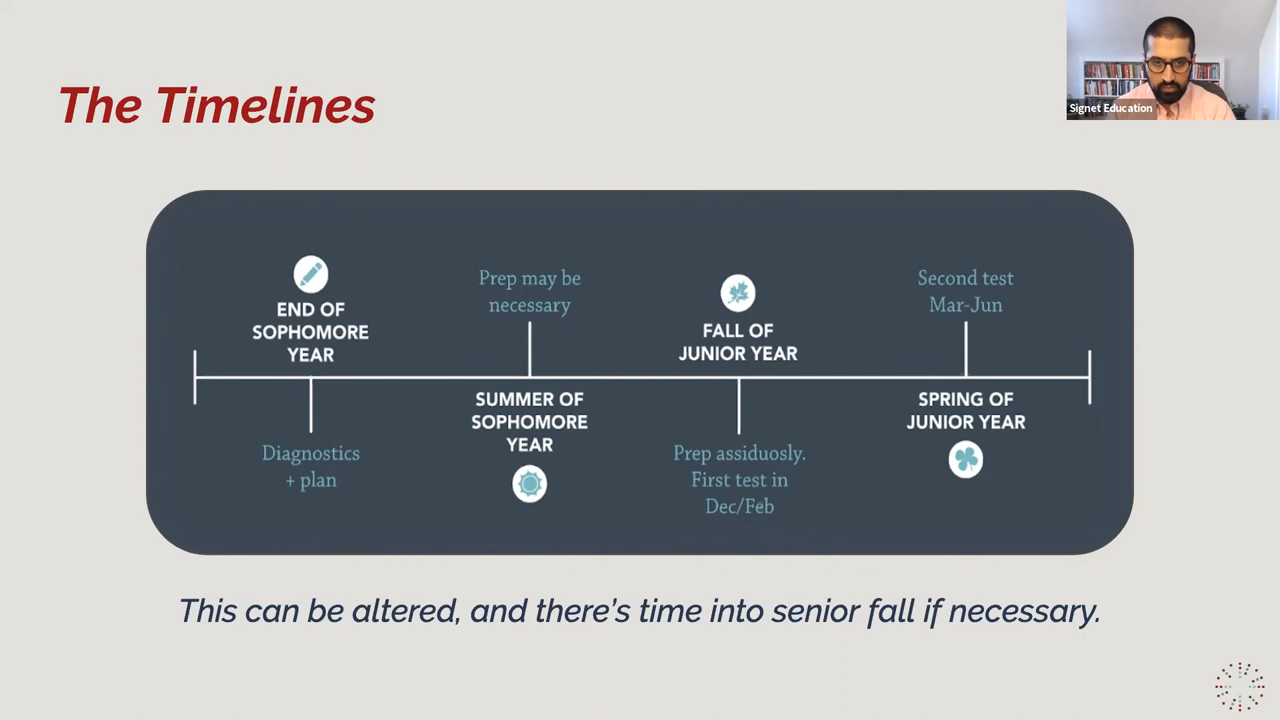 The Timelines
Signet Education
END OF
SOPHOMORE
YEAR
Diagnostics
+ plan
Prep may be
necessary
SUMMER OF
SOPHOMORE
YEAR
FALL OF
JUNIOR YEAR
Prep assiduously.
First test in
Dec/Feb
Second test
Mar-Jun
SPRING OF
JUNIOR YEAR
This can be altered, and there's time into senior fall if necessary.